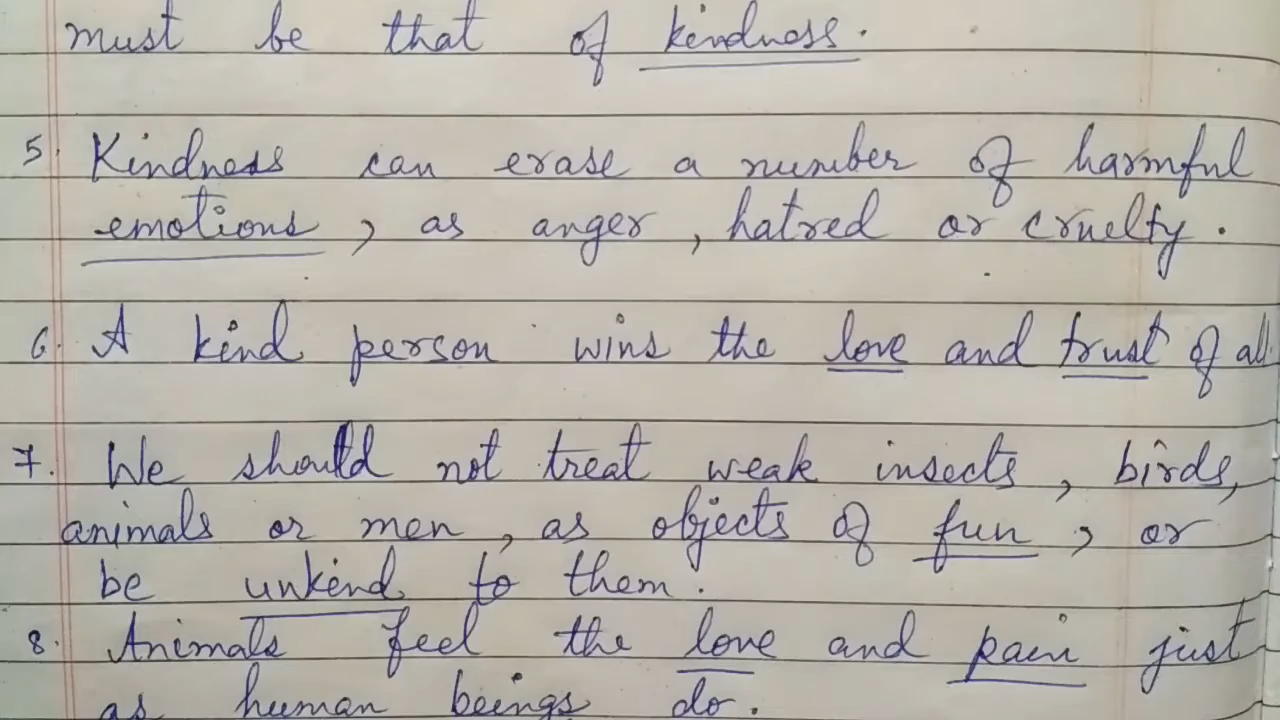 must be that of kindness.
5. Kindness can erase a number of harmful
emotions, as anger, hatred or cruelty.
6. A kind person wins the love and trust of all.
7. We should not treat weak insects, birds,
animals or men, as objects of fun, or
be unkind to them.
8. Animals feel the love and pain just
as human beings do.